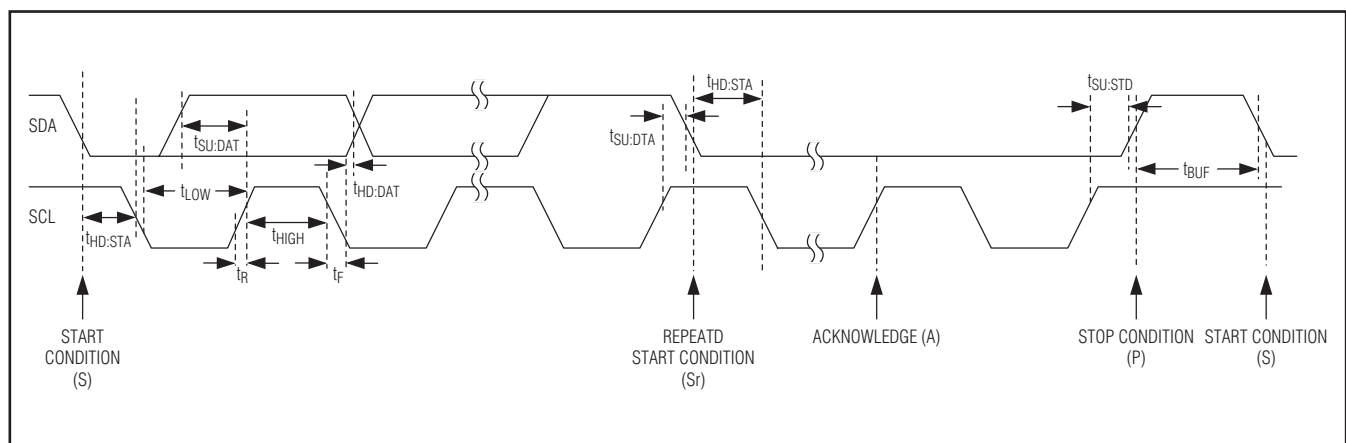 SDA
SCL
tHD:STA
tLOW
tSU:DAT
tR
tHIGH
tF
tHD:DAT
tSU:DTA
tHD:STA
tSU:STD
tBUF
START
CONDITION
(S)
REPEATD
START CONDITION
(Sr)
ACKNOWLEDGE (A)
STOP CONDITION
(P)
START CONDITION
(S)